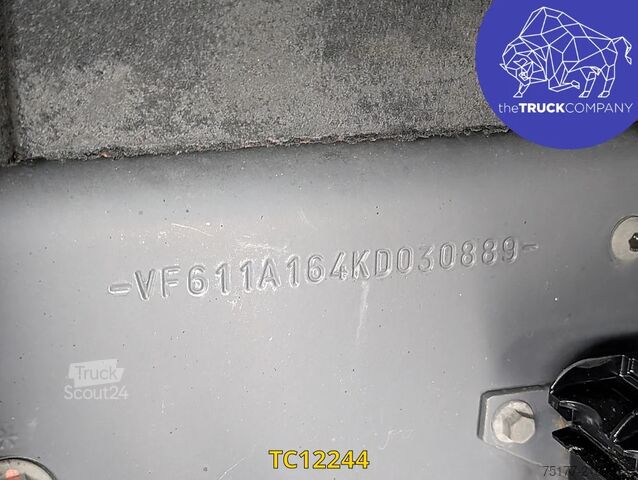 theTRUCKCOMPANY
-VF611A164KD030889-
Truck
Scout24
TC12244